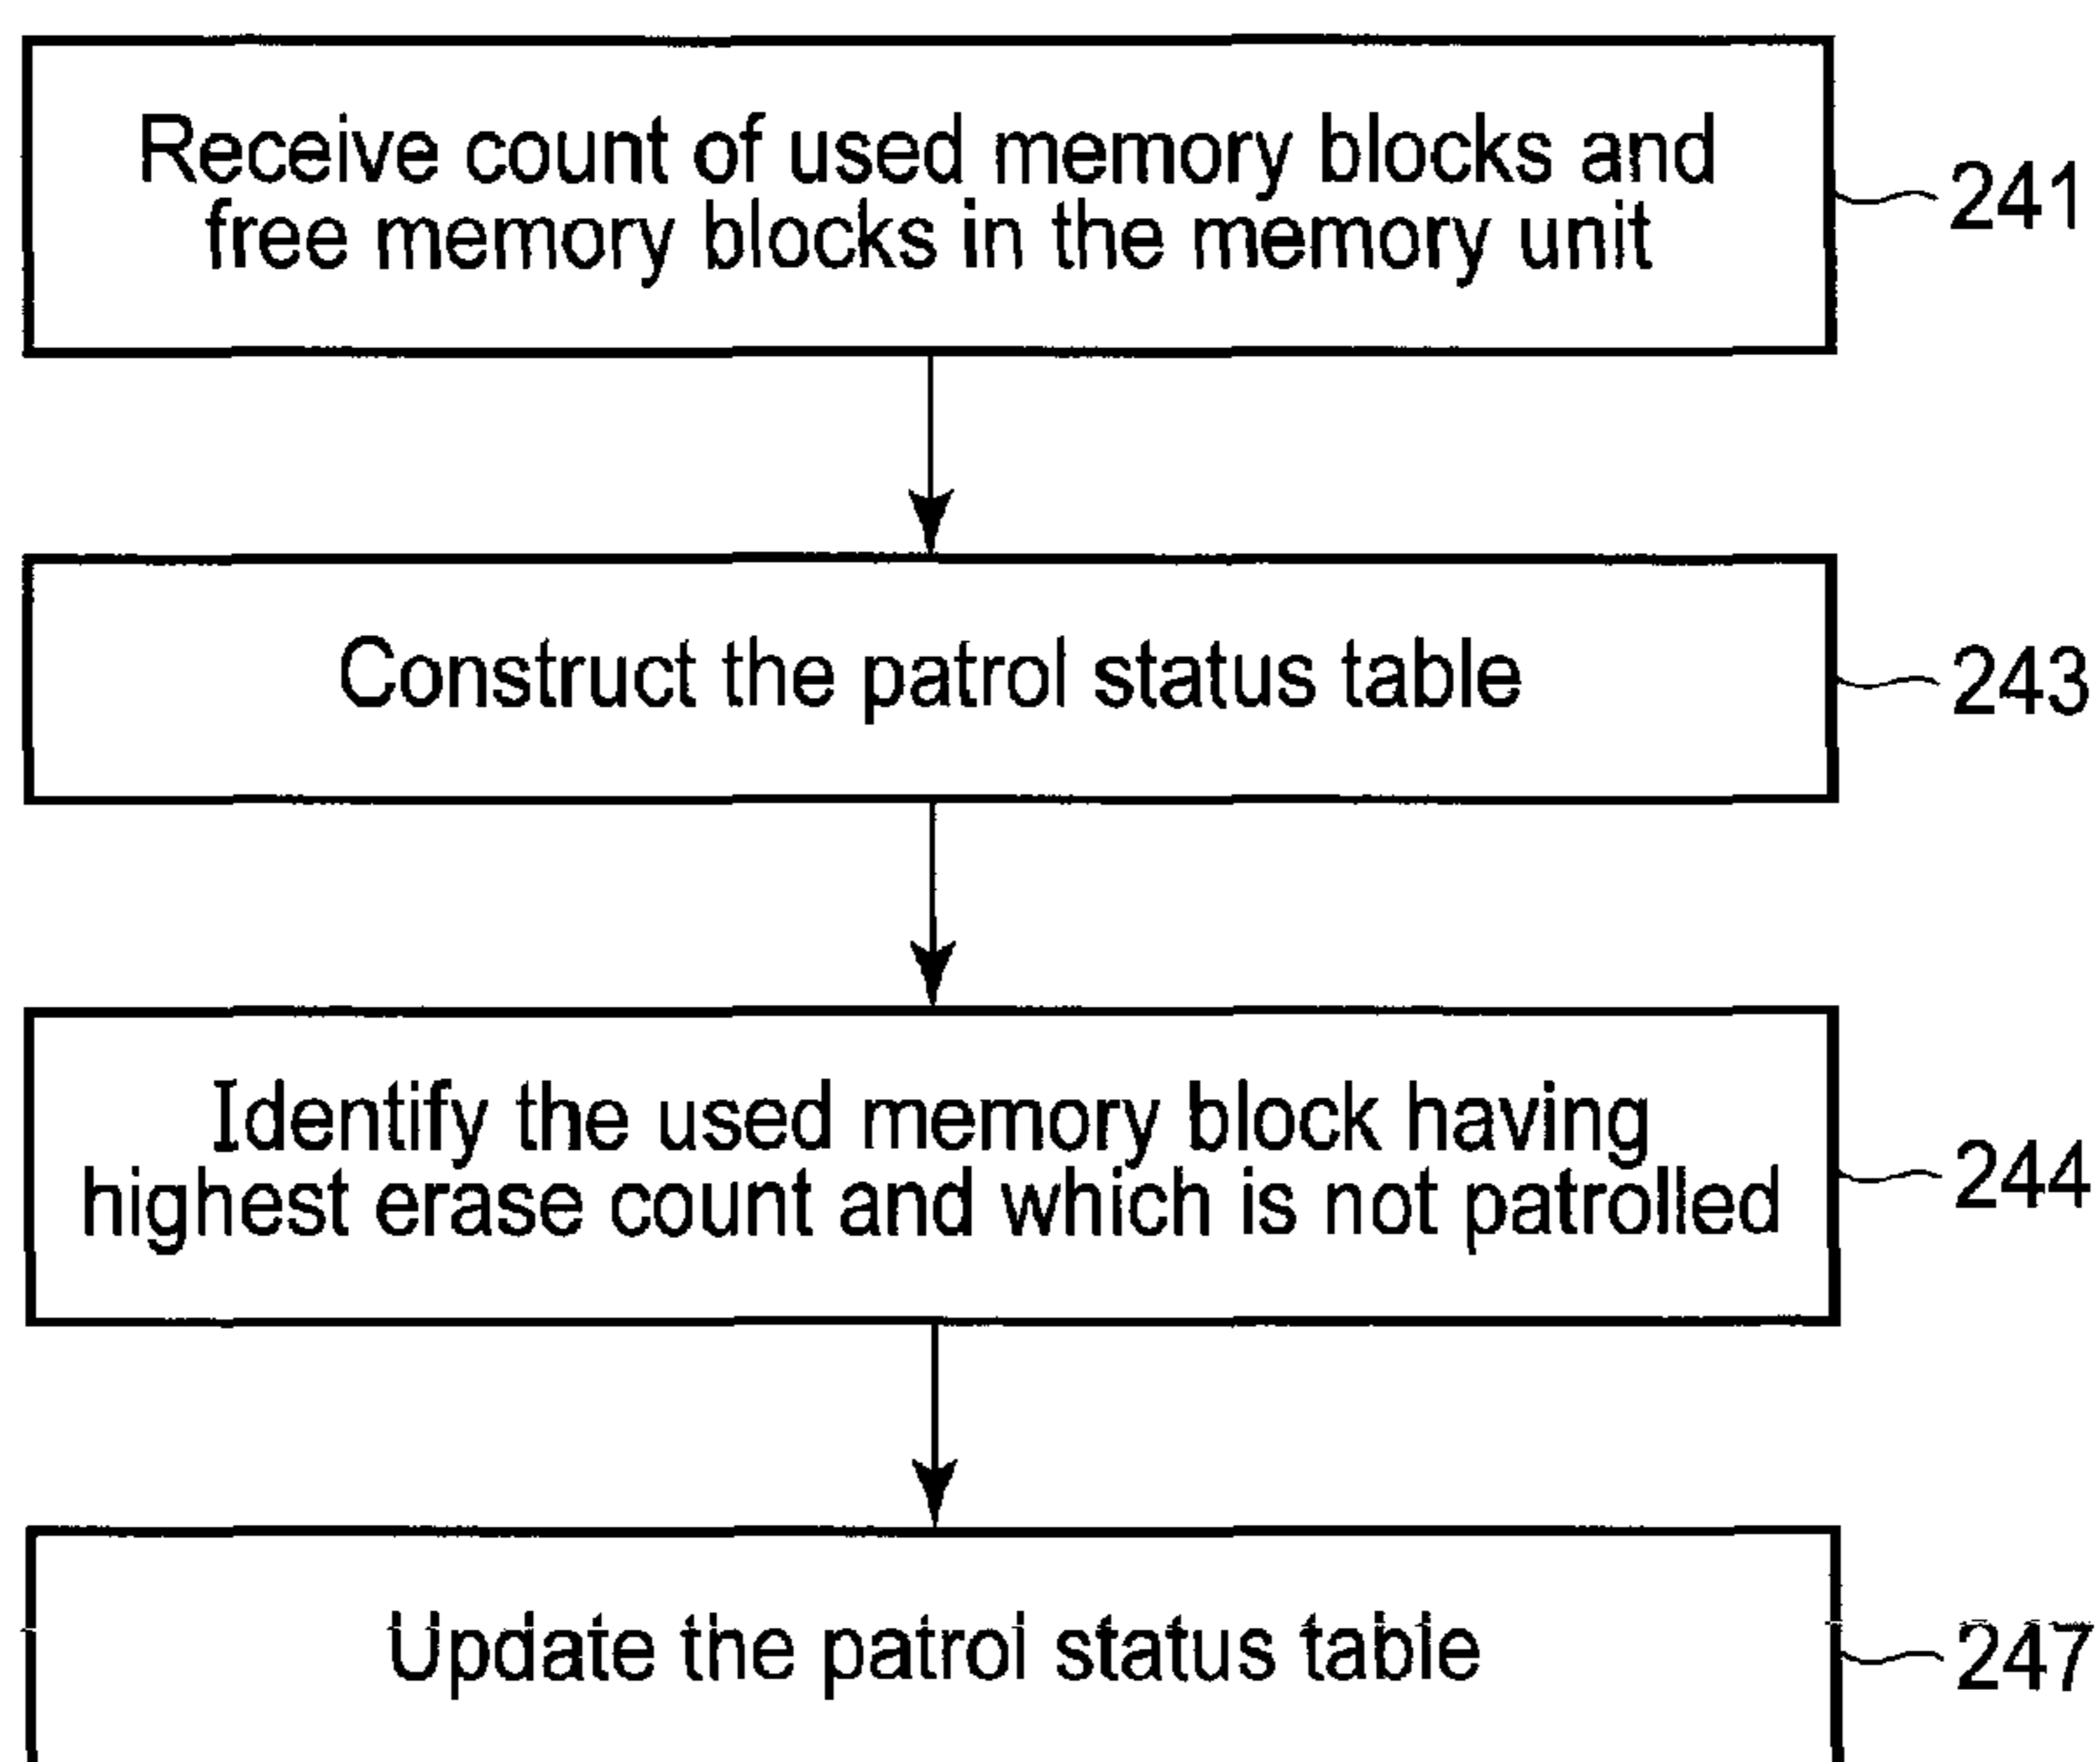 Receive count of used memory blocks and
free memory blocks in the memory unit
241
Construct the patrol status table
243
Identify the used memory block having
highest erase count and which is not patrolled
244
Update the patrol status table
247